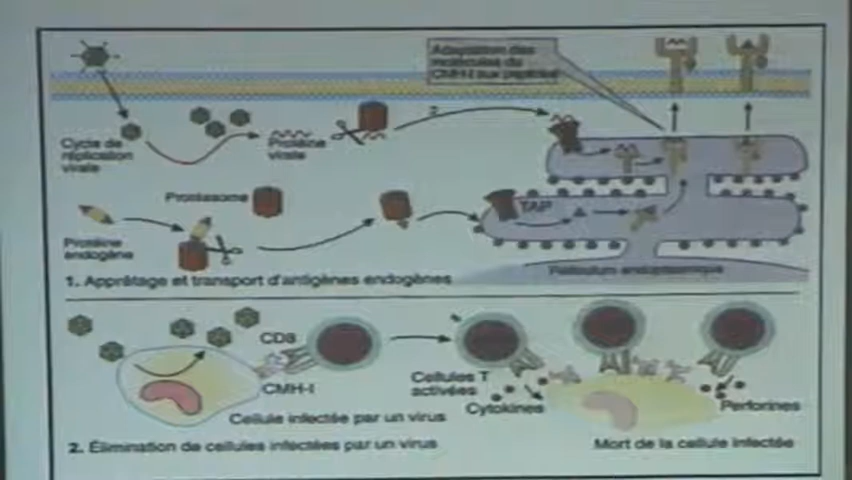 Adaptation des
molécules du
CMH-I aux peptides
2
Cycle de
réplication
virale
Protéine
virale
Protéasome
TAP
Protéine
endogène
Réticulum endoplasmique
1. Apprêtage et transport d'antigènes endogènes
CD8
CMH-I
Cellules T
activées
Cytokines
Perforines
Cellule infectée par un virus
2. Élimination de cellules infectées par un virus
Mort de la cellule infectée